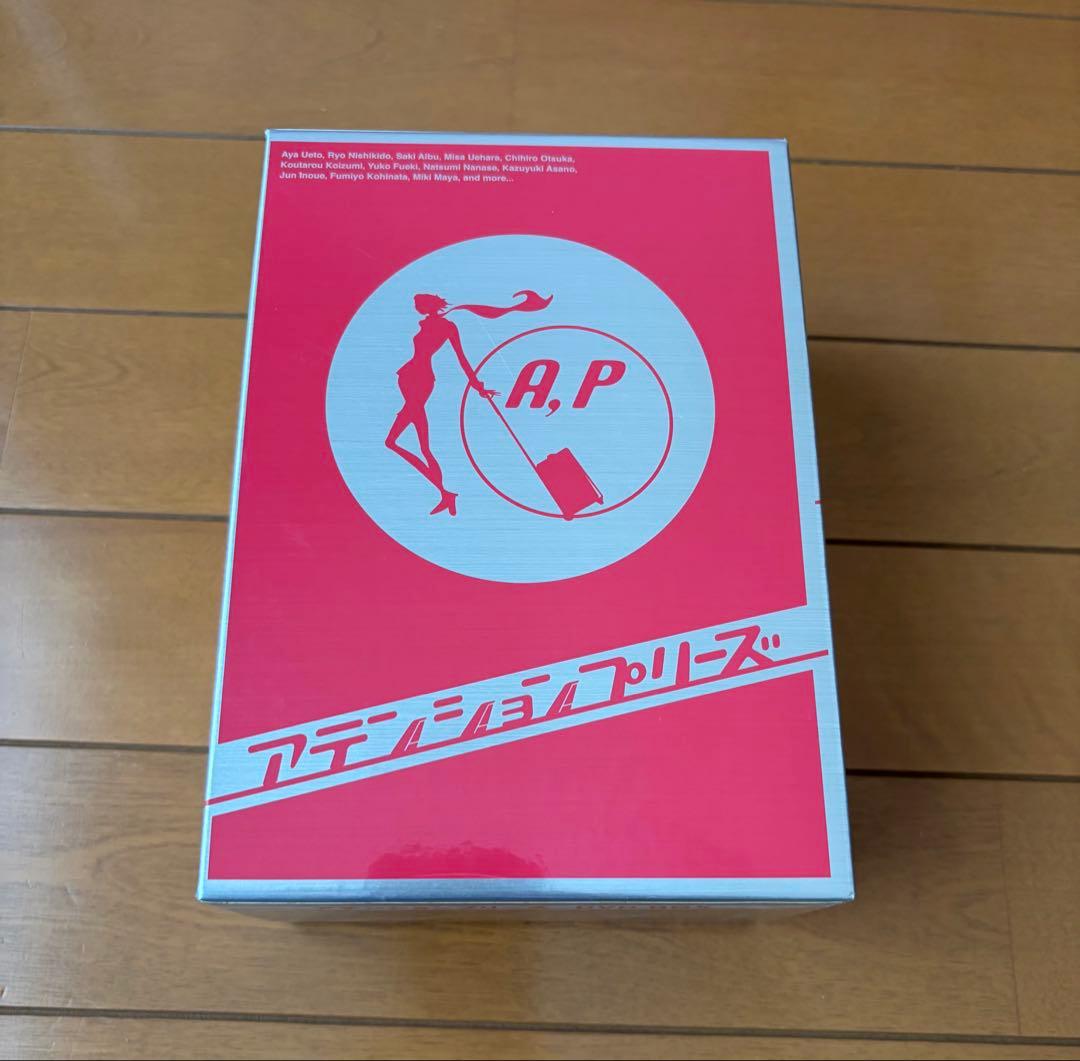 Aya Ueto, Ryo Nishikido, Saki Aibu, Misa Uehara, Chihiro Otsuka,
Koutarou Koizumi, Yuko Fueki, Natsumi Nanase, Kazuyuki Asano,
Jun Inoue, Fumiyo Kohinata, Miki Maya, and more...
A,P
アテンションプリーズ